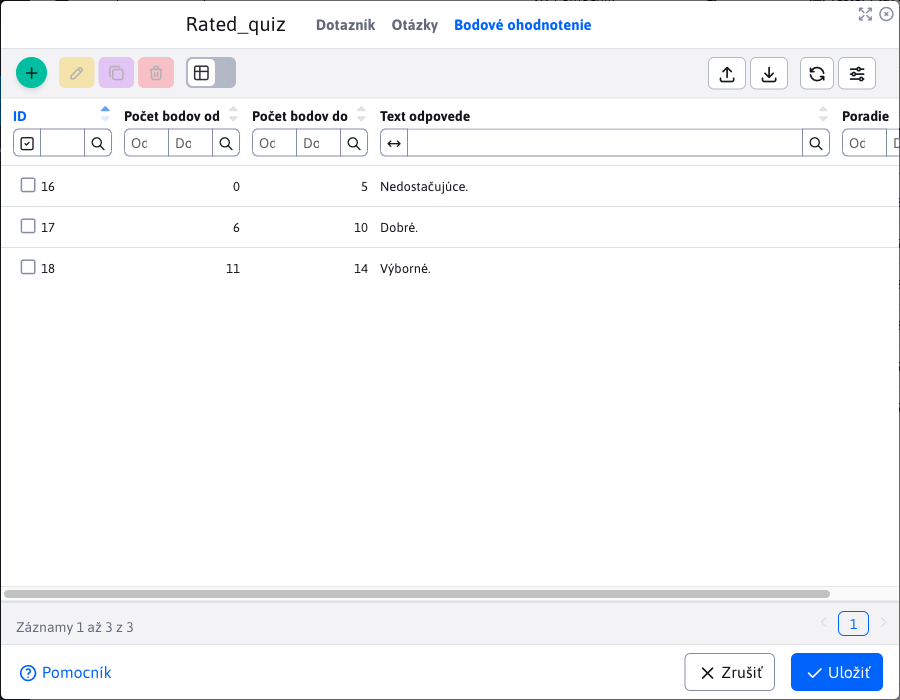 Rated_quiz Dotazník Otázky Bodové ohodnotenie
ID Počet bodov od Počet bodov do Text odpovede Poradie
Od Do Od Do Od
16 0 5 Nedostačujúce.
17 6 10 Dobré.
18 11 14 Výborné.
Záznamy 1 až 3 z 3 1
Pomocník Zrušiť Uložiť